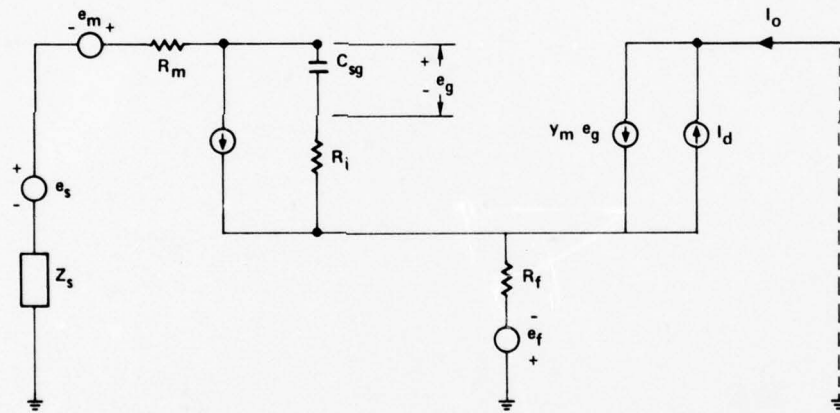 - e_m +
I_o
R_m
C_sg
+
- e_g
y_m e_g
I_d
R_i
+
e_s
-
Z_s
R_f
-
e_f
+